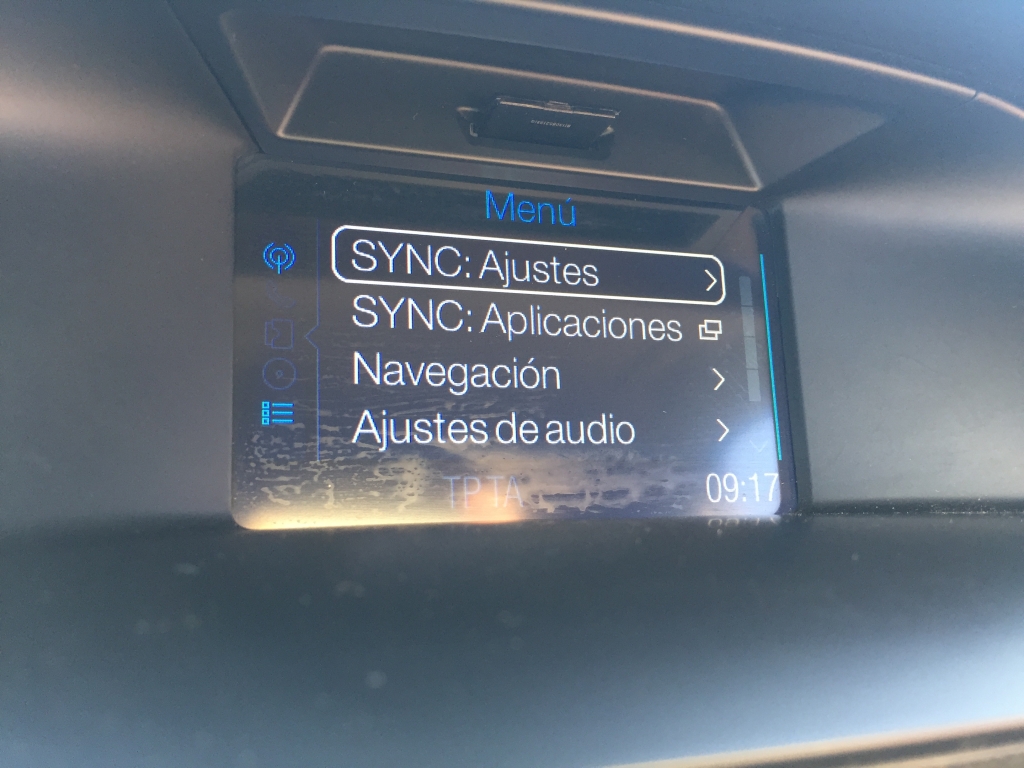 Menú
SYNC: Ajustes
SYNC: Aplicaciones
Navegación
Ajustes de audio
TP TA
09:17